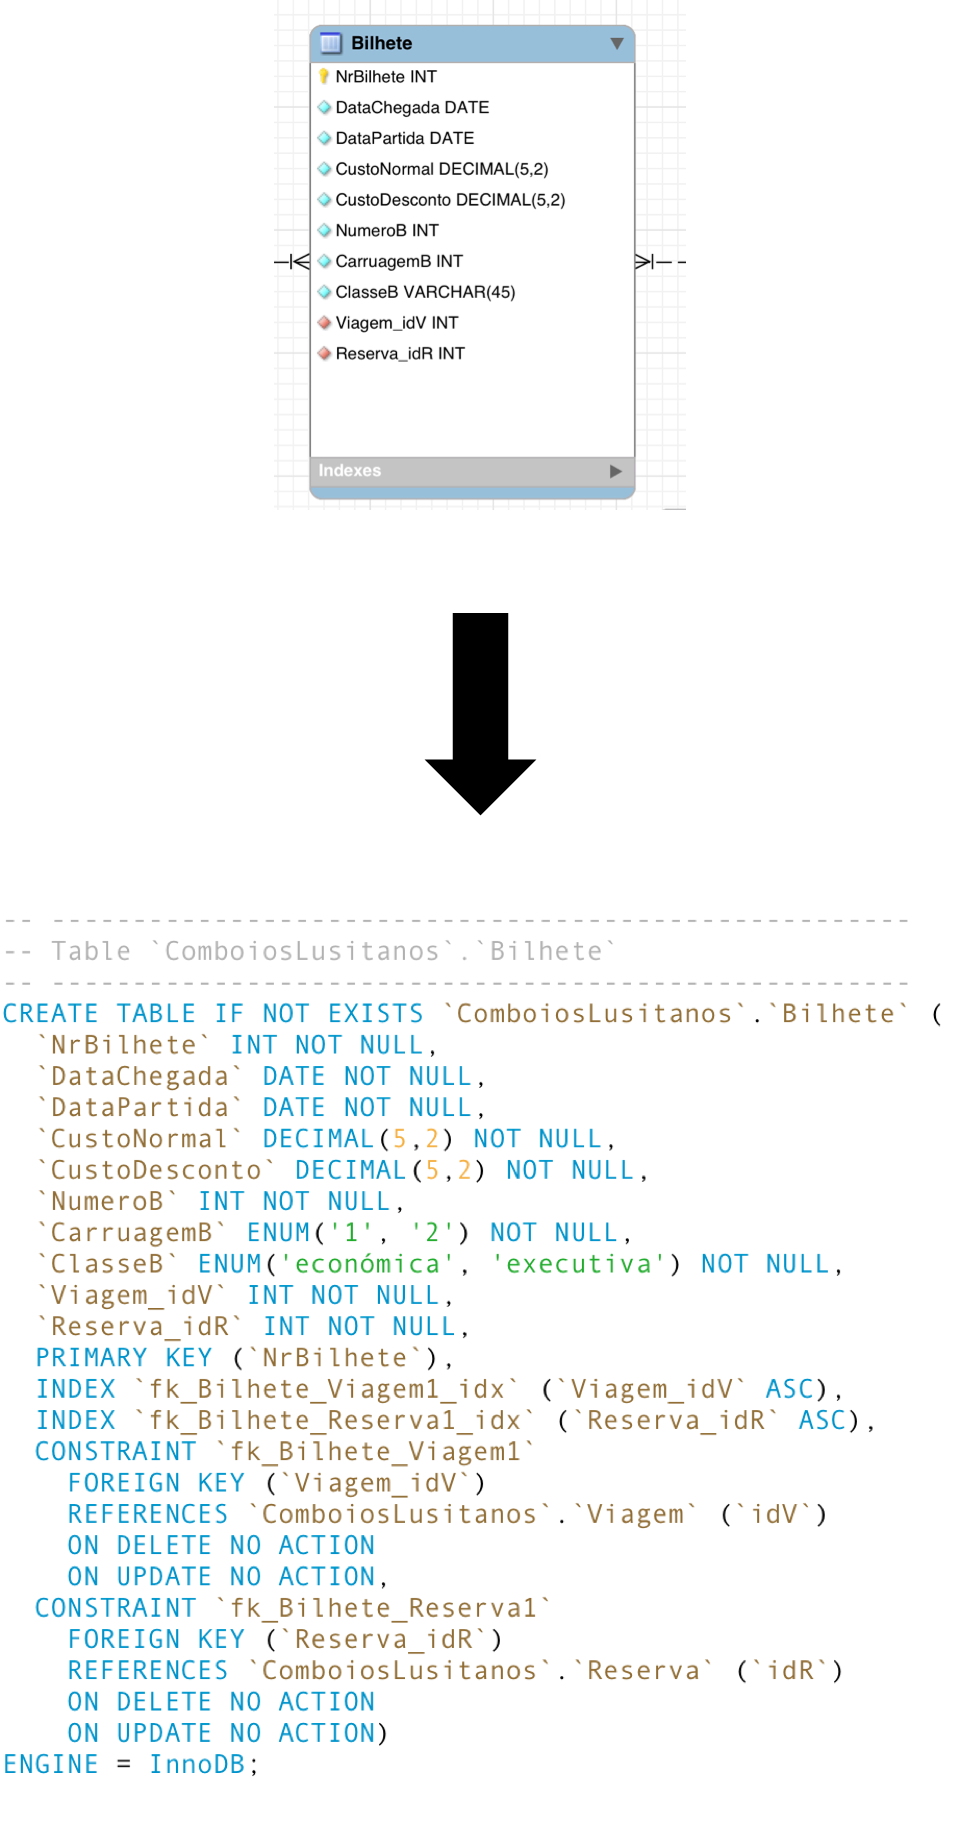 Bilhete
NrBilhete INT
DataChegada DATE
DataPartida DATE
CustoNormal DECIMAL(5,2)
CustoDesconto DECIMAL(5,2)
NumeroB INT
CarruagemB INT
ClasseB VARCHAR(45)
Viagem_idV INT
Reserva_idR INT
Indexes
-- -----------------------------------------------------
-- Table `ComboiosLusitanos`.`Bilhete`
-- -----------------------------------------------------
CREATE TABLE IF NOT EXISTS `ComboiosLusitanos`.`Bilhete` (
  `NrBilhete` INT NOT NULL,
  `DataChegada` DATE NOT NULL,
  `DataPartida` DATE NOT NULL,
  `CustoNormal` DECIMAL(5,2) NOT NULL,
  `CustoDesconto` DECIMAL(5,2) NOT NULL,
  `NumeroB` INT NOT NULL,
  `CarruagemB` ENUM('1', '2') NOT NULL,
  `ClasseB` ENUM('económica', 'executiva') NOT NULL,
  `Viagem_idV` INT NOT NULL,
  `Reserva_idR` INT NOT NULL,
  PRIMARY KEY (`NrBilhete`),
  INDEX `fk_Bilhete_Viagem1_idx` (`Viagem_idV` ASC),
  INDEX `fk_Bilhete_Reserva1_idx` (`Reserva_idR` ASC),
  CONSTRAINT `fk_Bilhete_Viagem1`
    FOREIGN KEY (`Viagem_idV`)
    REFERENCES `ComboiosLusitanos`.`Viagem` (`idV`)
    ON DELETE NO ACTION
    ON UPDATE NO ACTION,
  CONSTRAINT `fk_Bilhete_Reserva1`
    FOREIGN KEY (`Reserva_idR`)
    REFERENCES `ComboiosLusitanos`.`Reserva` (`idR`)
    ON DELETE NO ACTION
    ON UPDATE NO ACTION)
ENGINE = InnoDB;